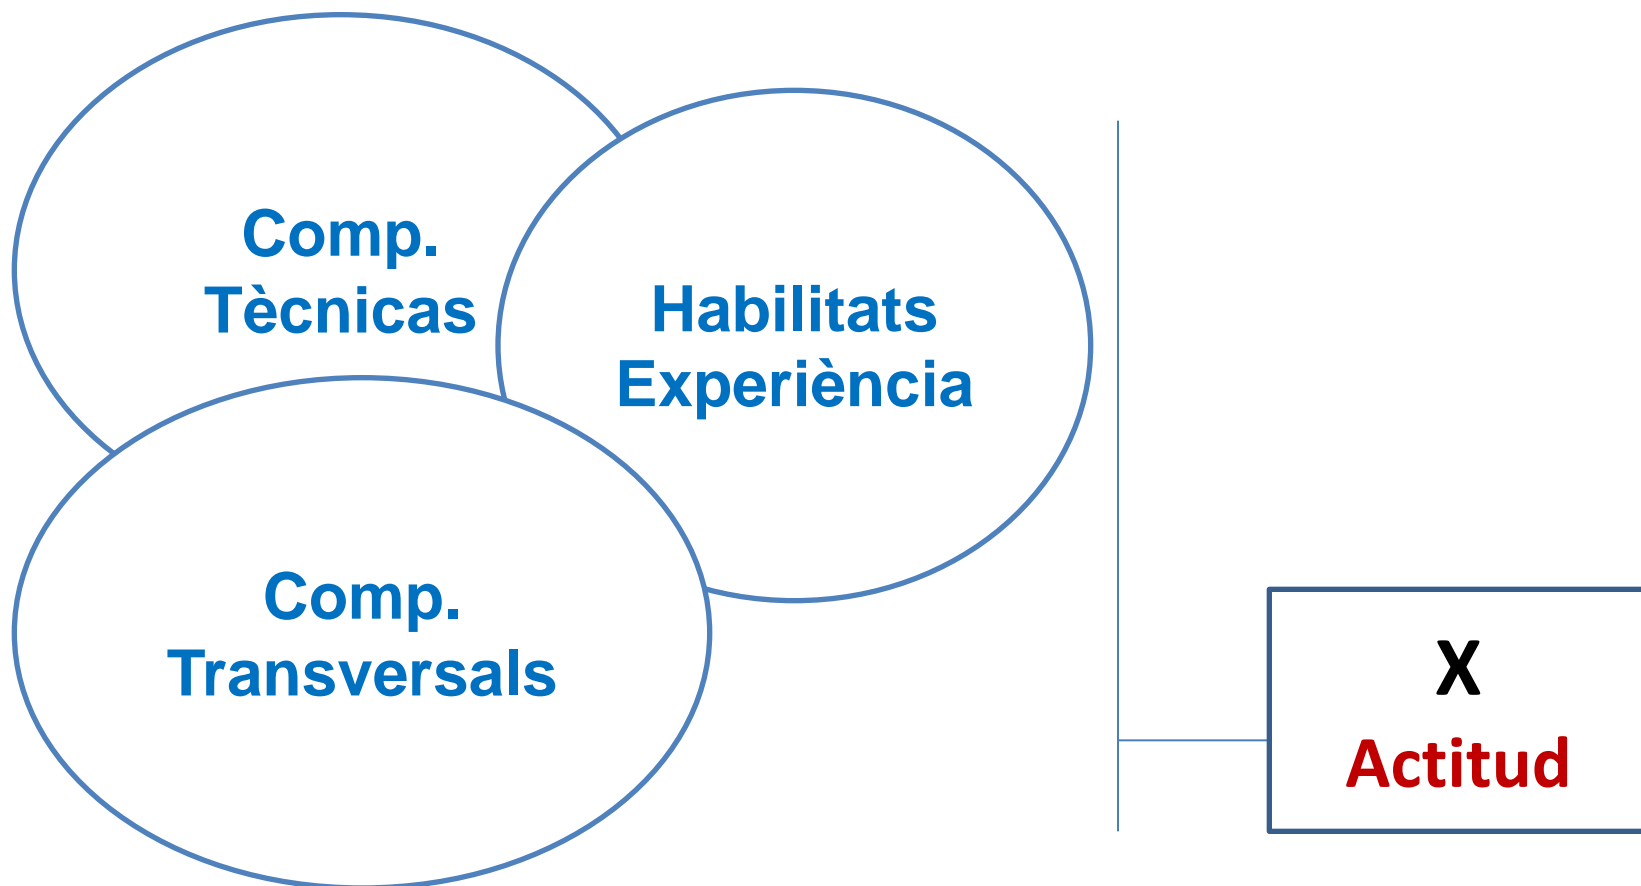 Comp.
Tècnicas
Habilitats
Experiència
Comp.
Transversals
X
Actitud